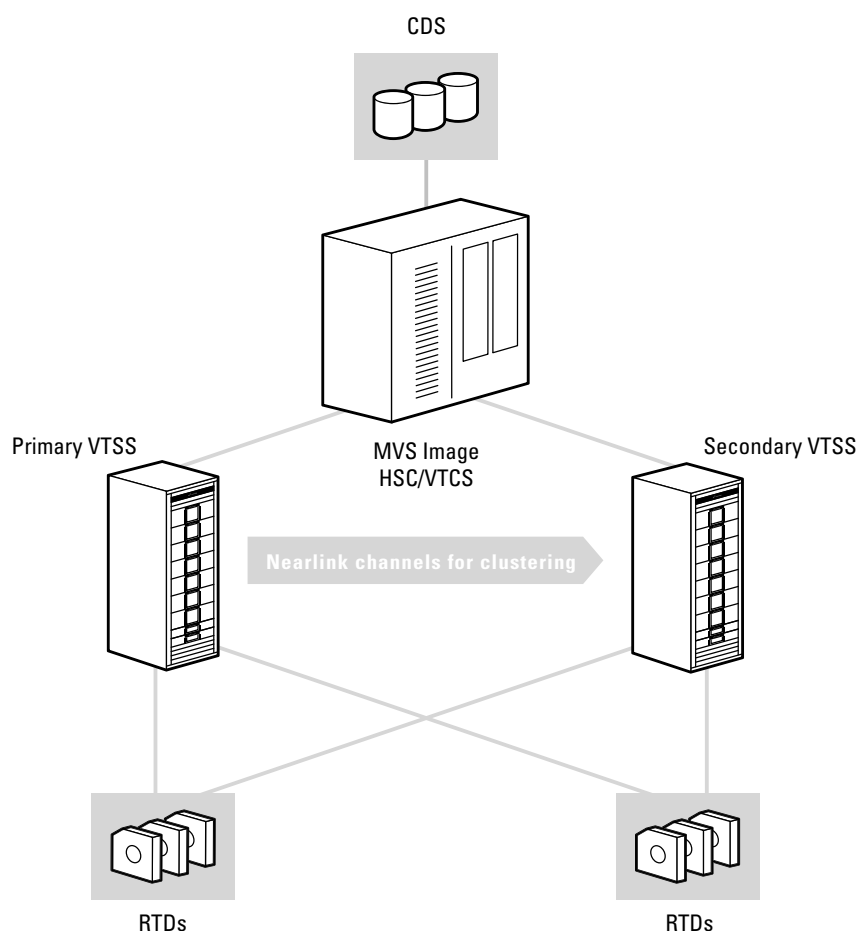 CDS
Primary VTSS
MVS Image
HSC/VTCS
Secondary VTSS
Nearlink channels for clustering
RTDs
RTDs